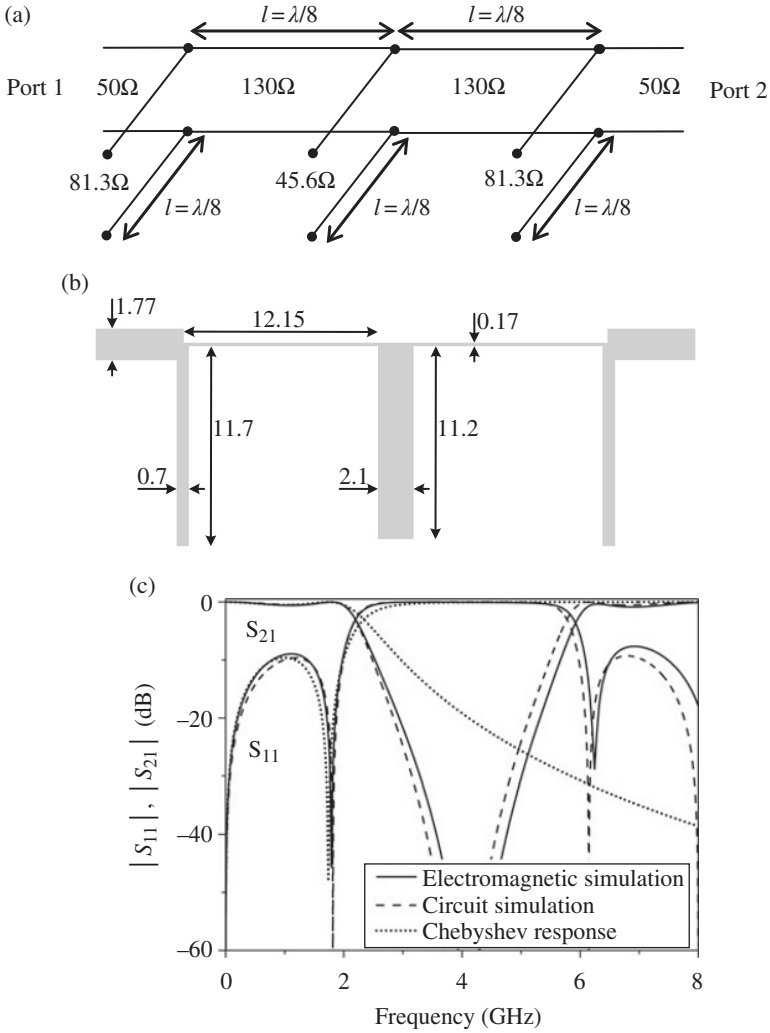 (a)
l = λ/8
l = λ/8
Port 1
50Ω
130Ω
130Ω
50Ω
Port 2
81.3Ω
45.6Ω
81.3Ω
l = λ/8
l = λ/8
l = λ/8
(b)
1.77
12.15
0.17
11.7
11.2
0.7
2.1
(c)
0
S21
S11
−20
−40
−60
|S11|, |S21| (dB)
Electromagnetic simulation
Circuit simulation
Chebyshev response
0 2 4 6 8
Frequency (GHz)